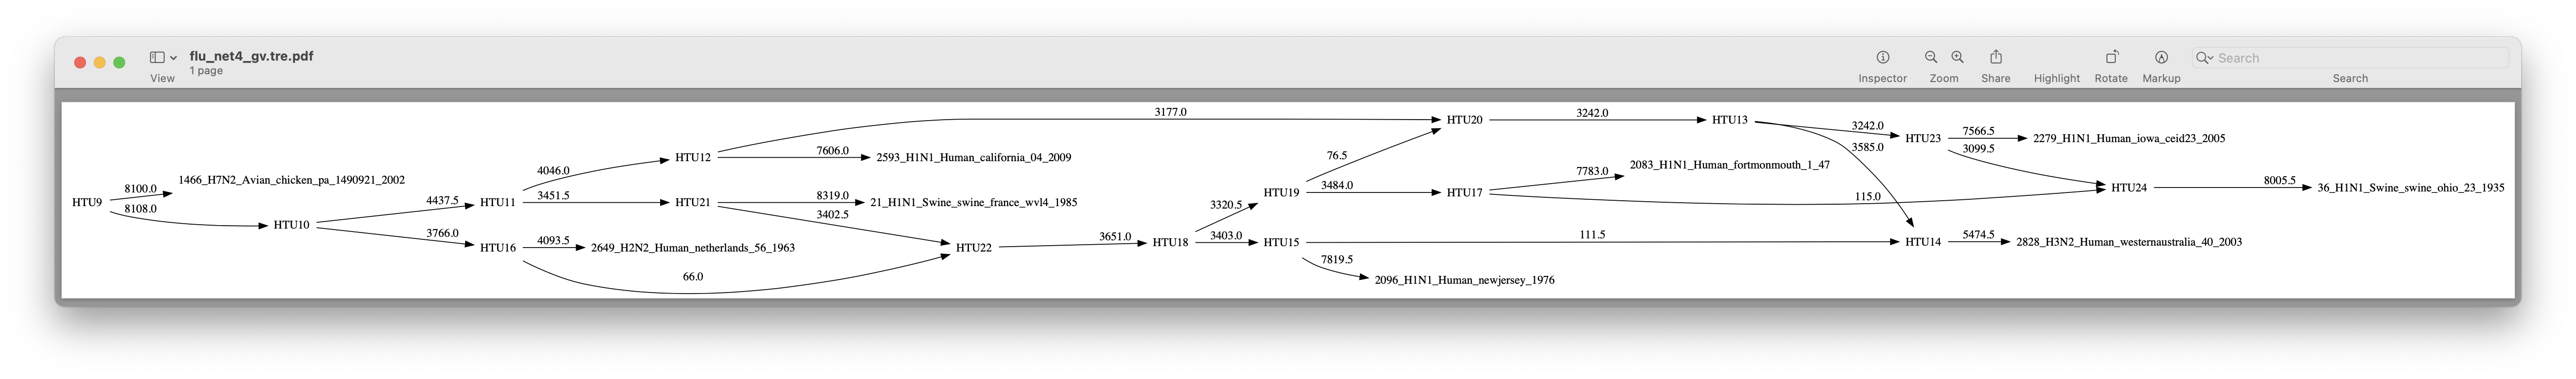 flu_net4_gv.tre.pdf
1 page
View
Inspector
Zoom
Share
Highlight
Rotate
Markup
Search
Search
3177.0
HTU20
3242.0
HTU13
3242.0
HTU23
7566.5
2279_H1N1_Human_iowa_ceid23_2005
3585.0
3099.5
4046.0
HTU12
7606.0
2593_H1N1_Human_california_04_2009
76.5
7783.0
2083_H1N1_Human_fortmonmouth_1_47
HTU9
8100.0
1466_H7N2_Avian_chicken_pa_1490921_2002
8108.0
HTU10
4437.5
HTU11
3451.5
HTU21
8319.0
21_H1N1_Swine_swine_france_wvl4_1985
3402.5
HTU19
3484.0
HTU17
115.0
HTU24
8005.5
36_H1N1_Swine_swine_ohio_23_1935
3320.5
3766.0
HTU16
4093.5
2649_H2N2_Human_netherlands_56_1963
66.0
HTU22
3651.0
HTU18
3403.0
HTU15
111.5
HTU14
5474.5
2828_H3N2_Human_westernaustralia_40_2003
7819.5
2096_H1N1_Human_newjersey_1976